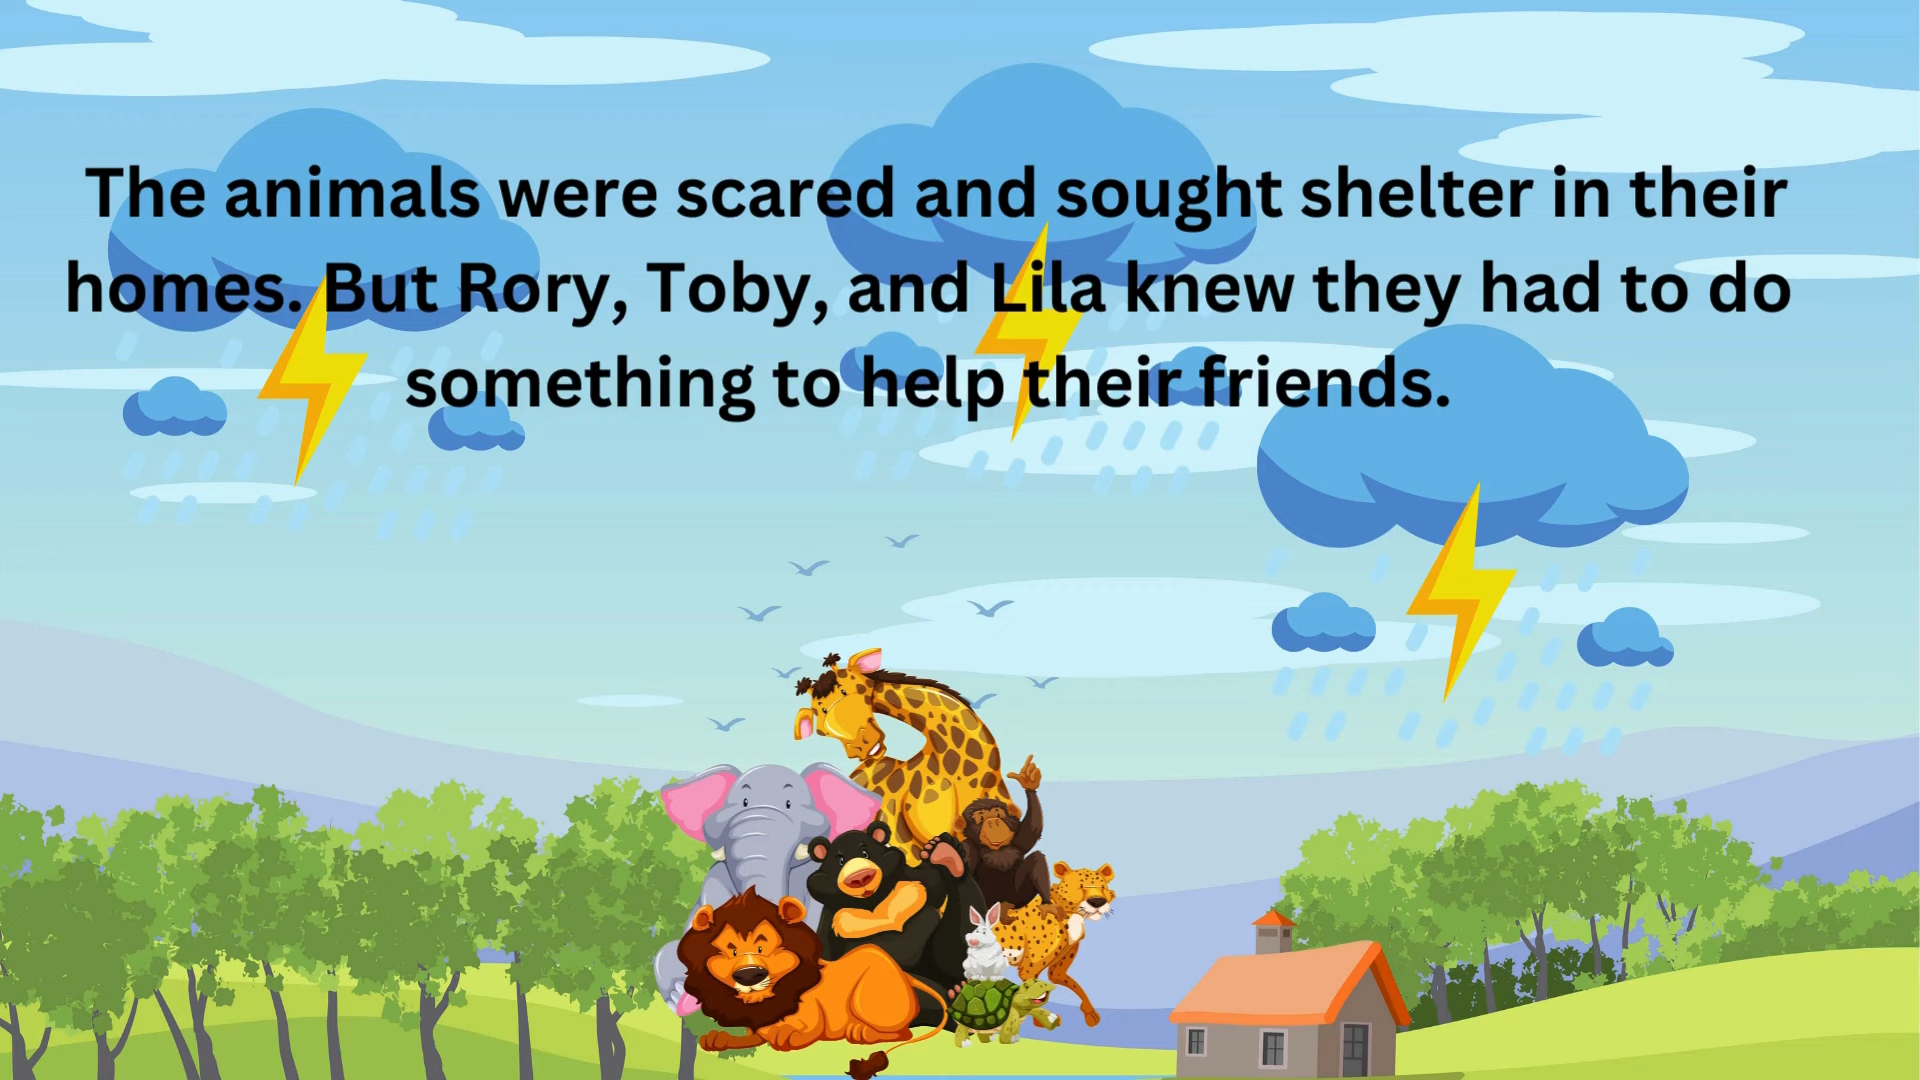 The animals were scared and sought shelter in their
homes. But Rory, Toby, and Lila knew they had to do
something to help their friends.